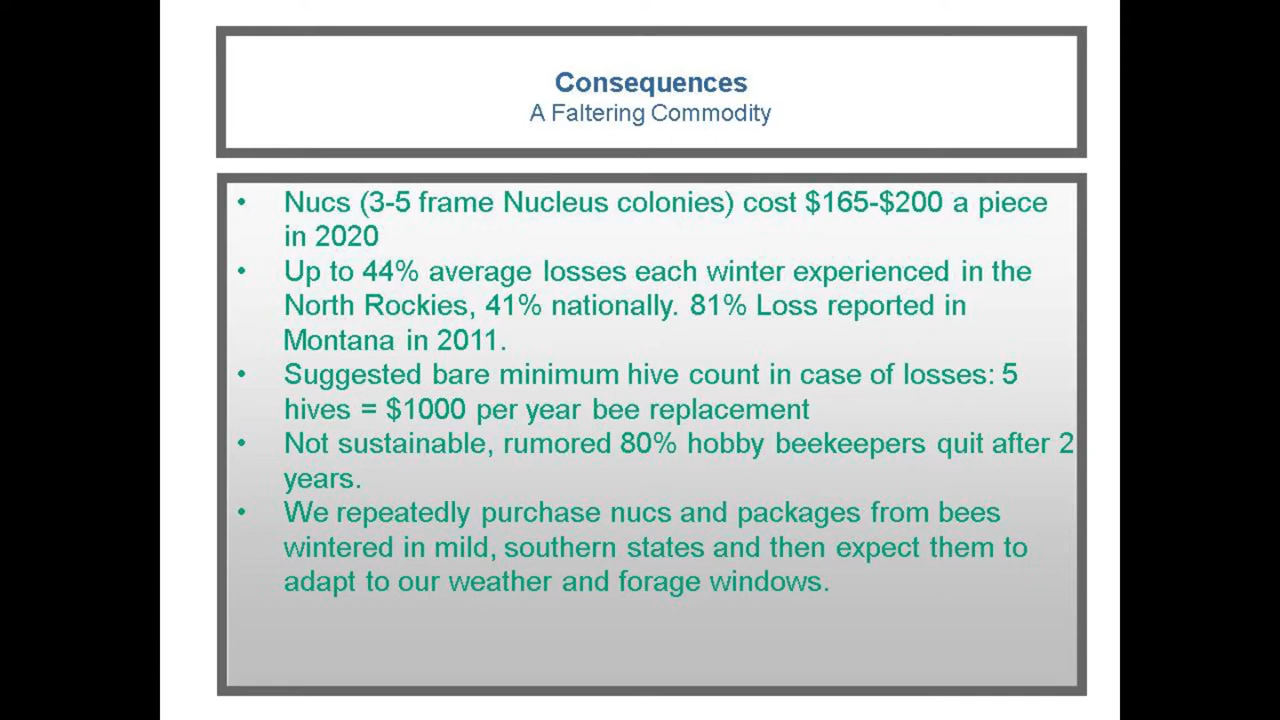 Consequences
A Faltering Commodity
• Nucs (3-5 frame Nucleus colonies) cost $165-$200 a piece
in 2020
• Up to 44% average losses each winter experienced in the
North Rockies, 41% nationally. 81% Loss reported in
Montana in 2011.
• Suggested bare minimum hive count in case of losses: 5
hives = $1000 per year bee replacement
• Not sustainable, rumored 80% hobby beekeepers quit after 2
years.
• We repeatedly purchase nucs and packages from bees
wintered in mild, southern states and then expect them to
adapt to our weather and forage windows.